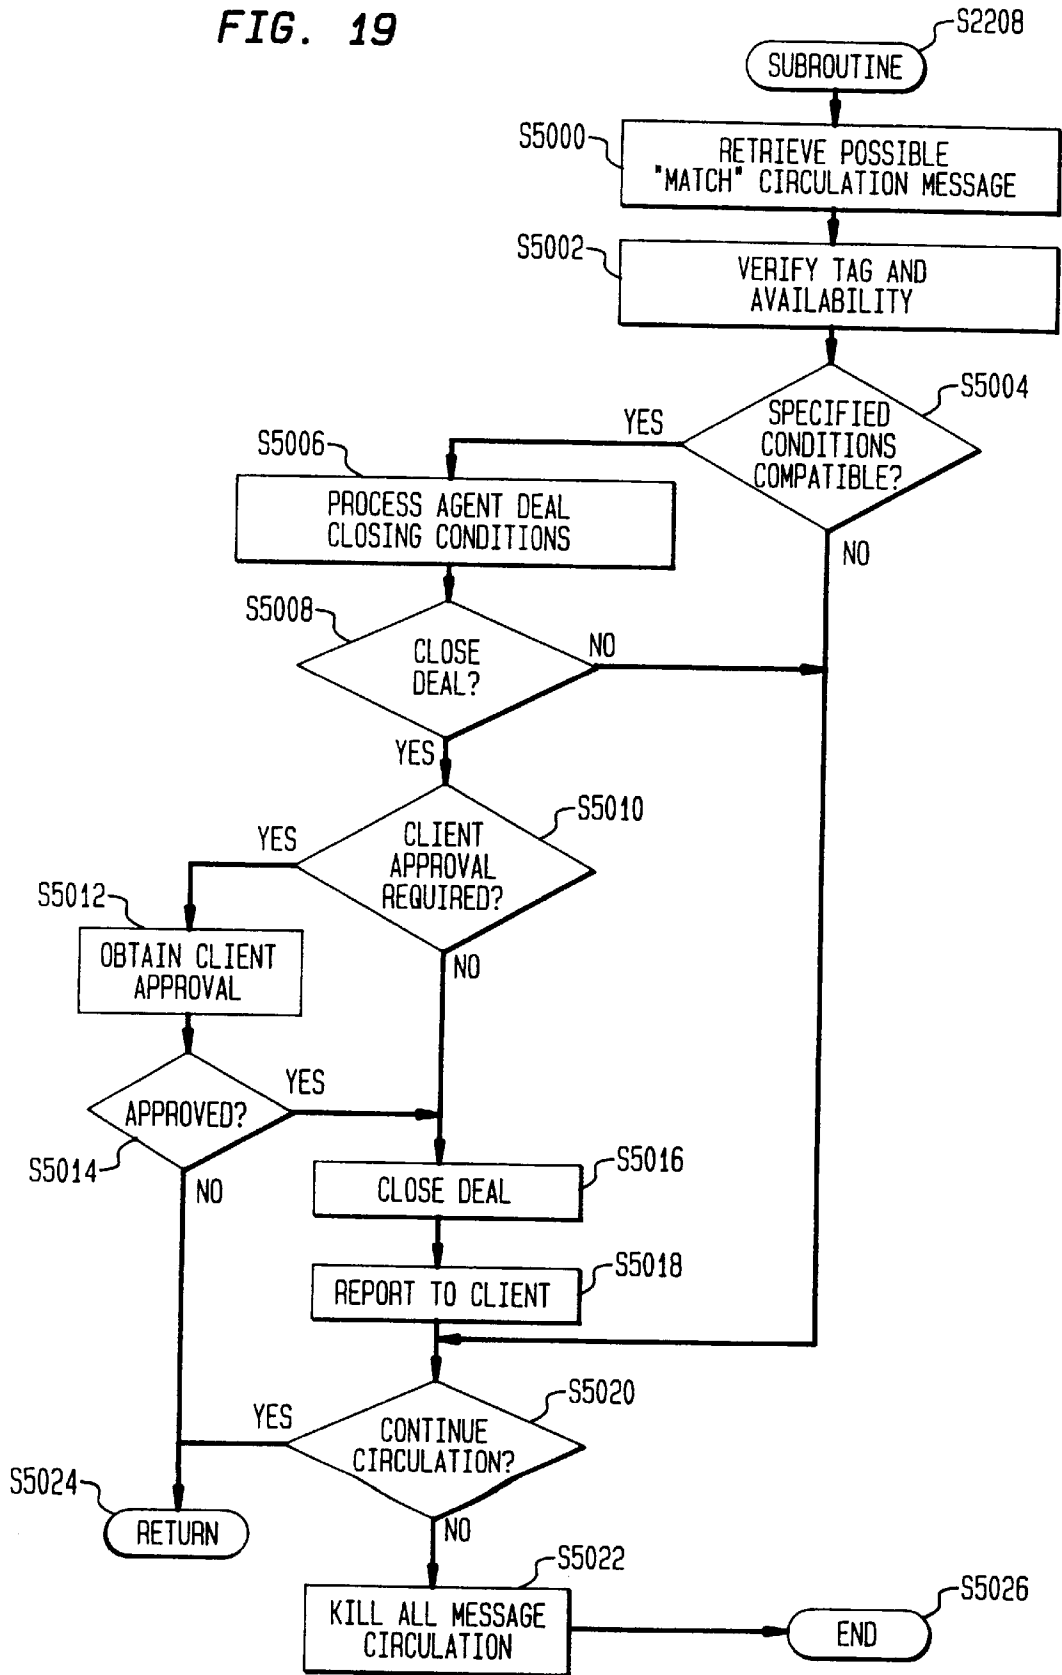 FIG. 19
S2208
SUBROUTINE
S5000
RETRIEVE POSSIBLE
"MATCH" CIRCULATION MESSAGE
S5002
VERIFY TAG AND
AVAILABILITY
S5004
SPECIFIED
CONDITIONS
COMPATIBLE?
YES
NO
S5006
PROCESS AGENT DEAL
CLOSING CONDITIONS
S5008
CLOSE
DEAL?
NO
YES
S5010
CLIENT
APPROVAL
REQUIRED?
YES
NO
S5012
OBTAIN CLIENT
APPROVAL
APPROVED?
YES
S5014
NO
S5016
CLOSE DEAL
S5018
REPORT TO CLIENT
S5020
CONTINUE
CIRCULATION?
YES
NO
S5024
RETURN
S5022
KILL ALL MESSAGE
CIRCULATION
S5026
END